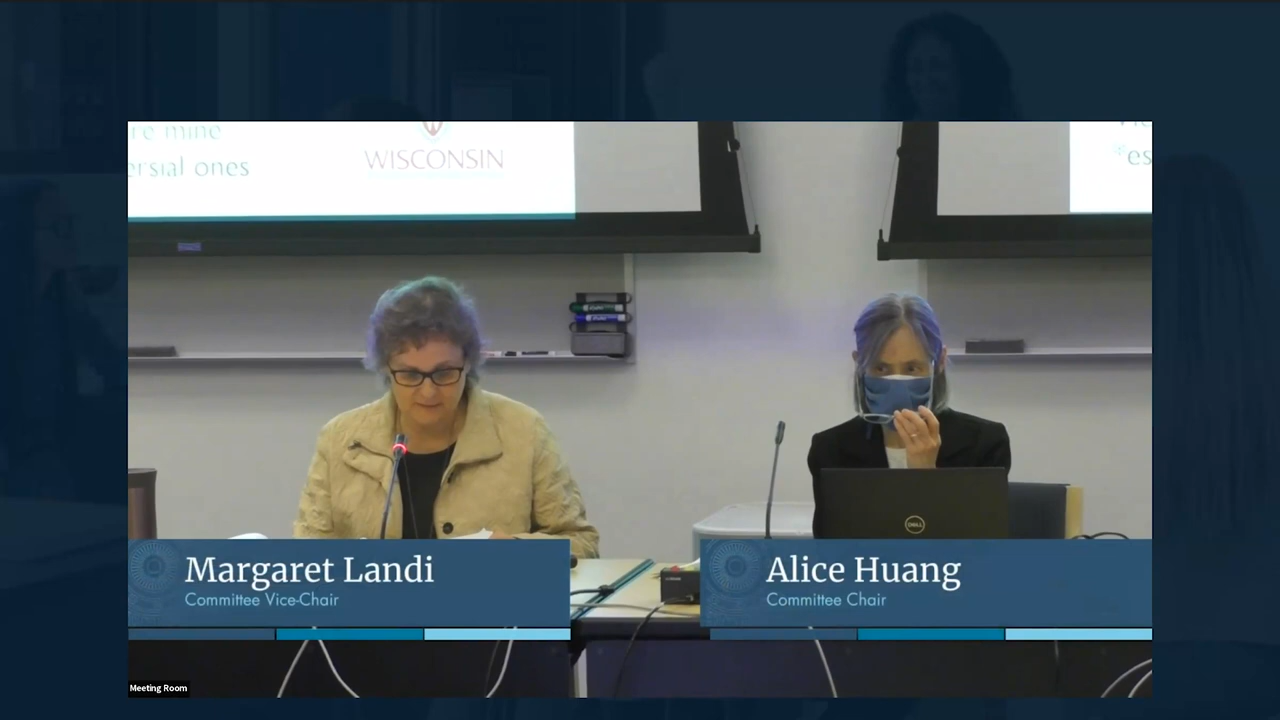 re mine
ersial ones
WISCONSIN
*es
DELL
Margaret Landi
Committee Vice-Chair
Alice Huang
Committee Chair
Meeting Room